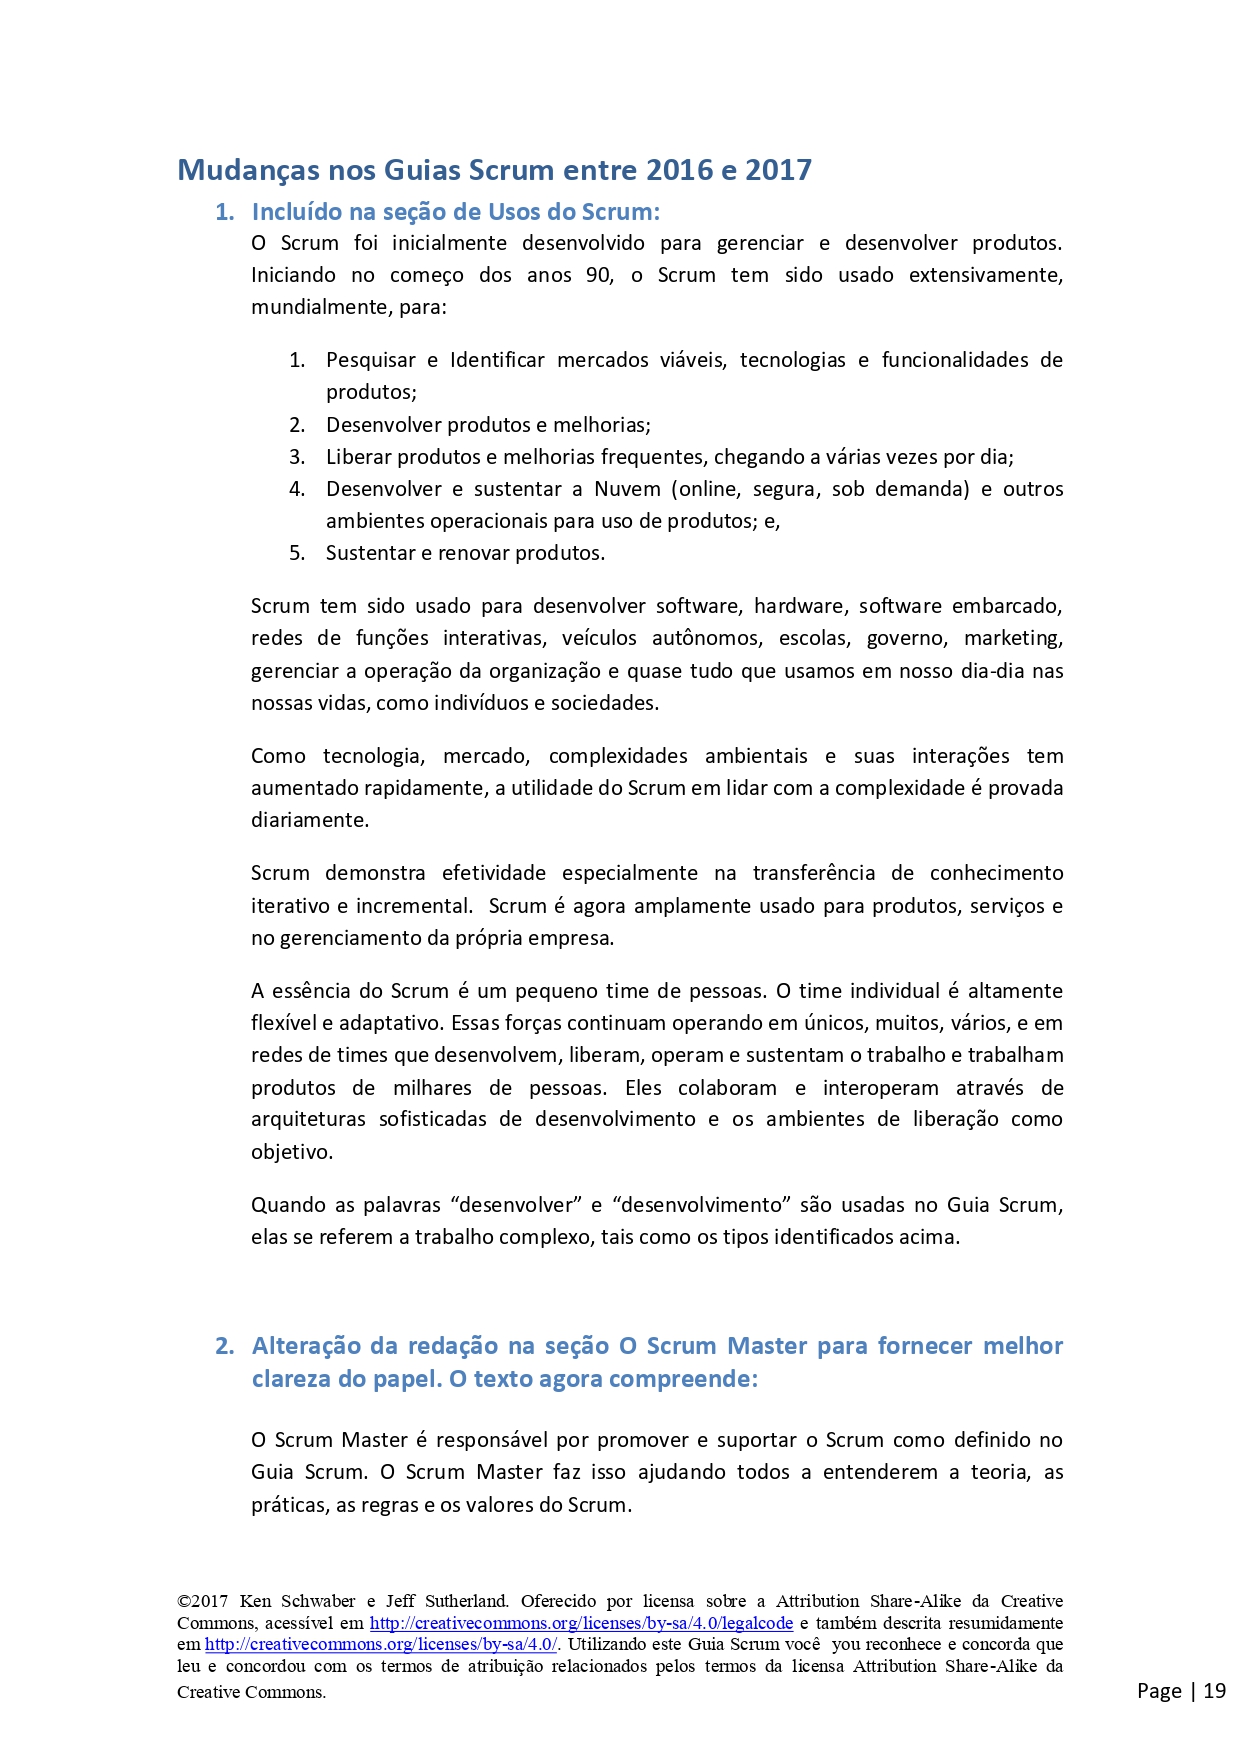 Mudanças nos Guias Scrum entre 2016 e 2017
1. Incluído na seção de Usos do Scrum:
O Scrum foi inicialmente desenvolvido para gerenciar e desenvolver produtos.
Iniciando no começo dos anos 90, o Scrum tem sido usado extensivamente,
mundialmente, para:
1. Pesquisar e Identificar mercados viáveis, tecnologias e funcionalidades de
produtos;
2. Desenvolver produtos e melhorias;
3. Liberar produtos e melhorias frequentes, chegando a várias vezes por dia;
4. Desenvolver e sustentar a Nuvem (online, segura, sob demanda) e outros
ambientes operacionais para uso de produtos; e,
5. Sustentar e renovar produtos.
Scrum tem sido usado para desenvolver software, hardware, software embarcado,
redes de funções interativas, veículos autônomos, escolas, governo, marketing,
gerenciar a operação da organização e quase tudo que usamos em nosso dia-dia nas
nossas vidas, como indivíduos e sociedades.
Como tecnologia, mercado, complexidades ambientais e suas interações tem
aumentado rapidamente, a utilidade do Scrum em lidar com a complexidade é provada
diariamente.
Scrum demonstra efetividade especialmente na transferência de conhecimento
iterativo e incremental.  Scrum é agora amplamente usado para produtos, serviços e
no gerenciamento da própria empresa.
A essência do Scrum é um pequeno time de pessoas. O time individual é altamente
flexível e adaptativo. Essas forças continuam operando em únicos, muitos, vários, e em
redes de times que desenvolvem, liberam, operam e sustentam o trabalho e trabalham
produtos de milhares de pessoas. Eles colaboram e interoperam através de
arquiteturas sofisticadas de desenvolvimento e os ambientes de liberação como
objetivo.
Quando as palavras “desenvolver” e “desenvolvimento” são usadas no Guia Scrum,
elas se referem a trabalho complexo, tais como os tipos identificados acima.
2. Alteração da redação na seção O Scrum Master para fornecer melhor
clareza do papel. O texto agora compreende:
O Scrum Master é responsável por promover e suportar o Scrum como definido no
Guia Scrum. O Scrum Master faz isso ajudando todos a entenderem a teoria, as
práticas, as regras e os valores do Scrum.
©2017 Ken Schwaber e Jeff Sutherland. Oferecido por licensa sobre a Attribution Share-Alike da Creative
Commons, acessível em http://creativecommons.org/licenses/by-sa/4.0/legalcode e também descrita resumidamente
em http://creativecommons.org/licenses/by-sa/4.0/. Utilizando este Guia Scrum você  you reconhece e concorda que
leu e concordou com os termos de atribuição relacionados pelos termos da licensa Attribution Share-Alike da
Creative Commons.
Page | 19